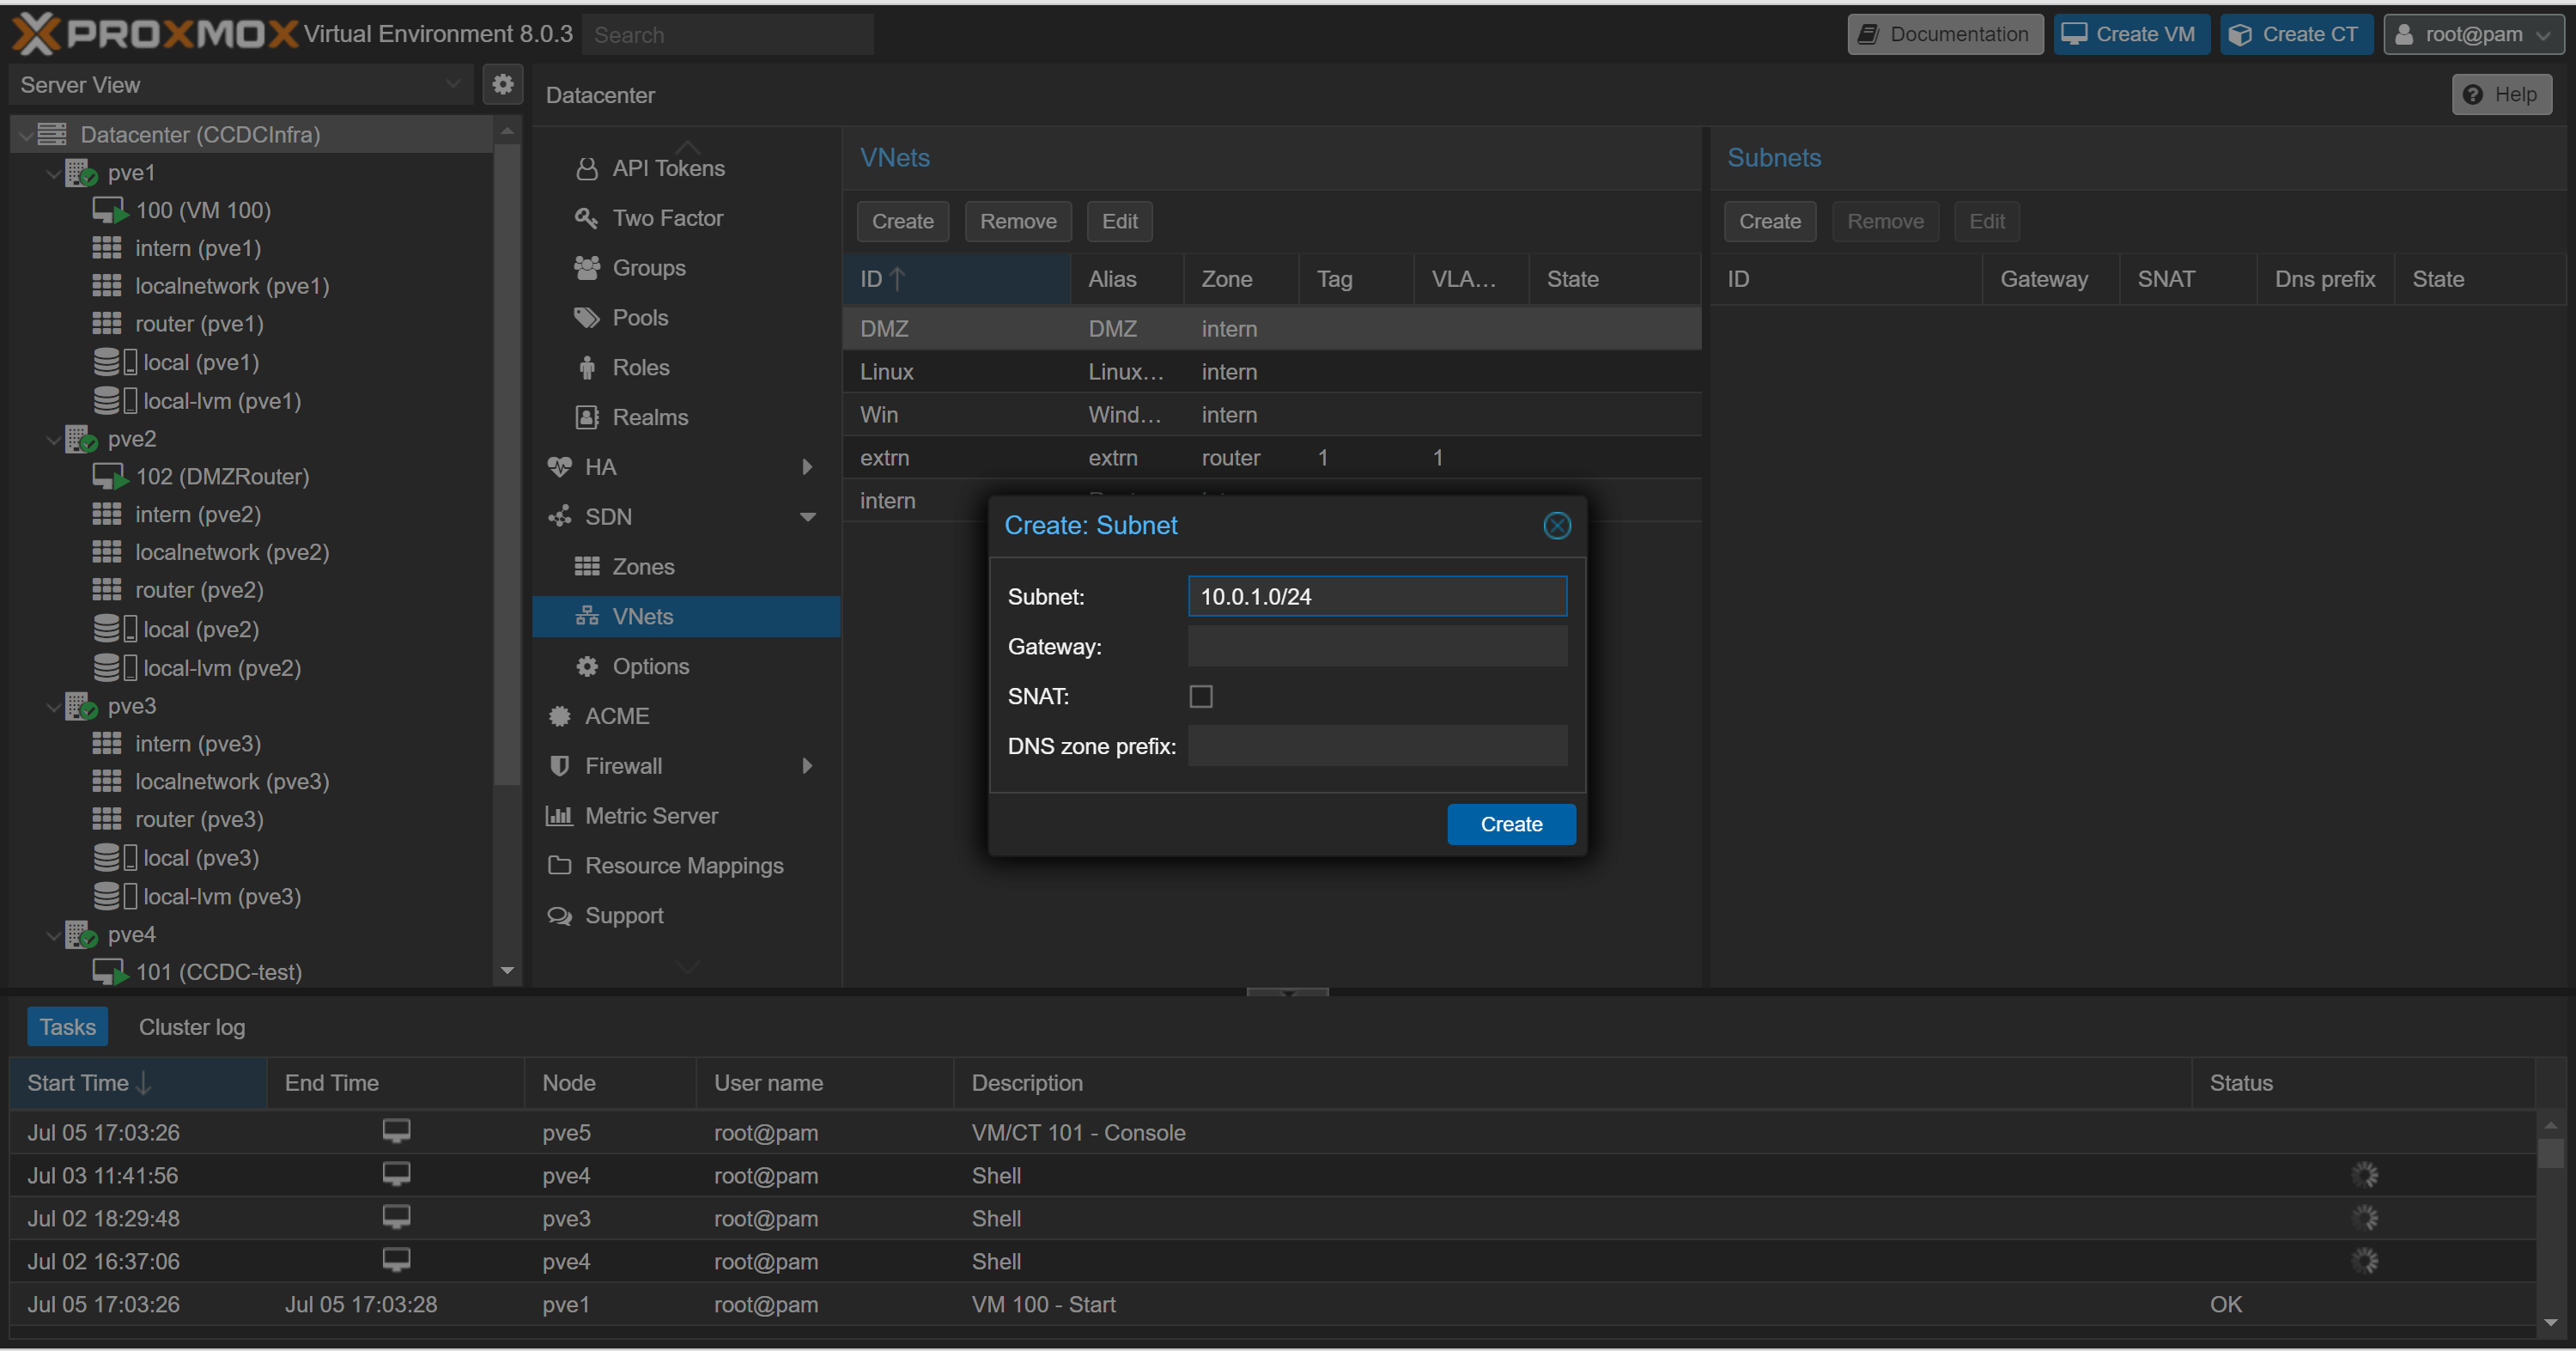 PROXMOX Virtual Environment 8.0.3 Search Documentation Create VM Create CT root@pam
Server View
Datacenter
Help
Datacenter (CCDCInfra)
pve1
100 (VM 100)
intern (pve1)
localnetwork (pve1)
router (pve1)
local (pve1)
local-lvm (pve1)
pve2
102 (DMZRouter)
intern (pve2)
localnetwork (pve2)
router (pve2)
local (pve2)
local-lvm (pve2)
pve3
intern (pve3)
localnetwork (pve3)
router (pve3)
local (pve3)
local-lvm (pve3)
pve4
101 (CCDC-test)
API Tokens
Two Factor
Groups
Pools
Roles
Realms
HA
SDN
Zones
VNets
Options
ACME
Firewall
Metric Server
Resource Mappings
Support
VNets
Create Remove Edit
ID Alias Zone Tag VLA... State
DMZ DMZ intern
Linux Linux... intern
Win Wind... intern
extrn extrn router 1 1
intern
Subnets
Create Remove Edit
ID Gateway SNAT Dns prefix State
Create: Subnet
Subnet: 10.0.1.0/24
Gateway:
SNAT:
DNS zone prefix:
Create
Tasks Cluster log
Start Time End Time Node User name Description Status
Jul 05 17:03:26 pve5 root@pam VM/CT 101 - Console
Jul 03 11:41:56 pve4 root@pam Shell
Jul 02 18:29:48 pve3 root@pam Shell
Jul 02 16:37:06 pve4 root@pam Shell
Jul 05 17:03:26 Jul 05 17:03:28 pve1 root@pam VM 100 - Start OK